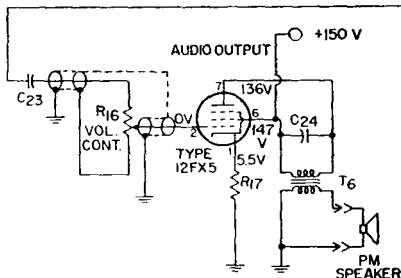 +150 V
AUDIO OUTPUT
7
136V
C23
R16
VOL.
CONT.
0V
2
6
147
V
C24
TYPE
12FX5
1
5.5V
R17
T6
PM
SPEAKER